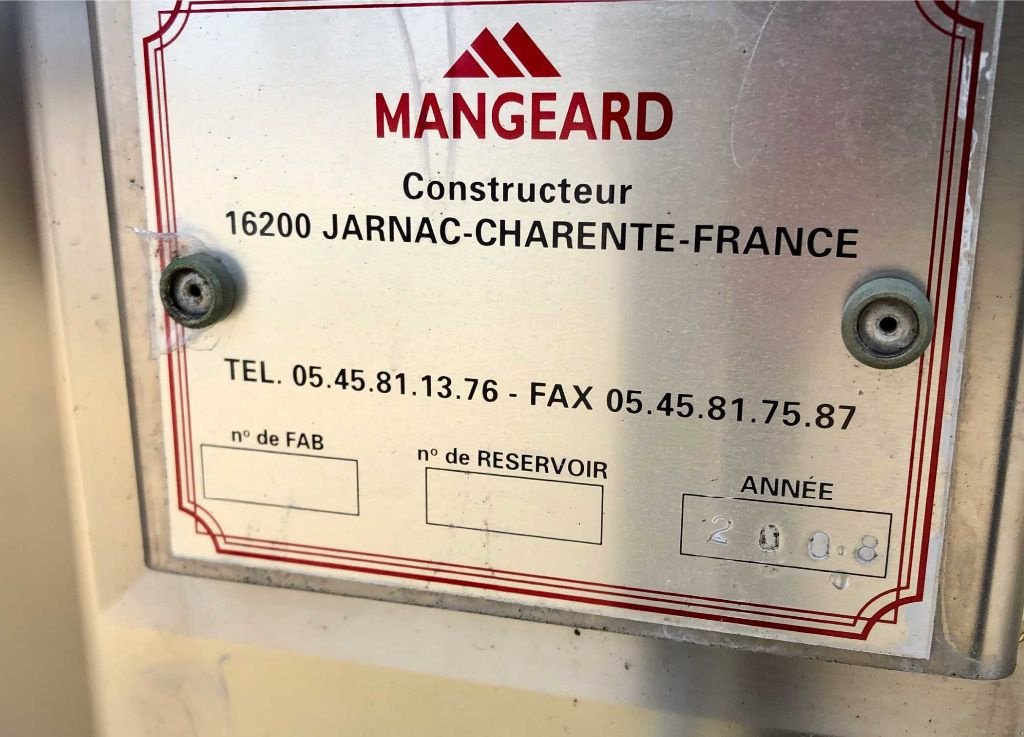 MANGEARD
Constructeur
16200 JARNAC-CHARENTE-FRANCE
TEL. 05.45.81.13.76 - FAX 05.45.81.75.87
n° de FAB
n° de RESERVOIR
ANNÉE
2008